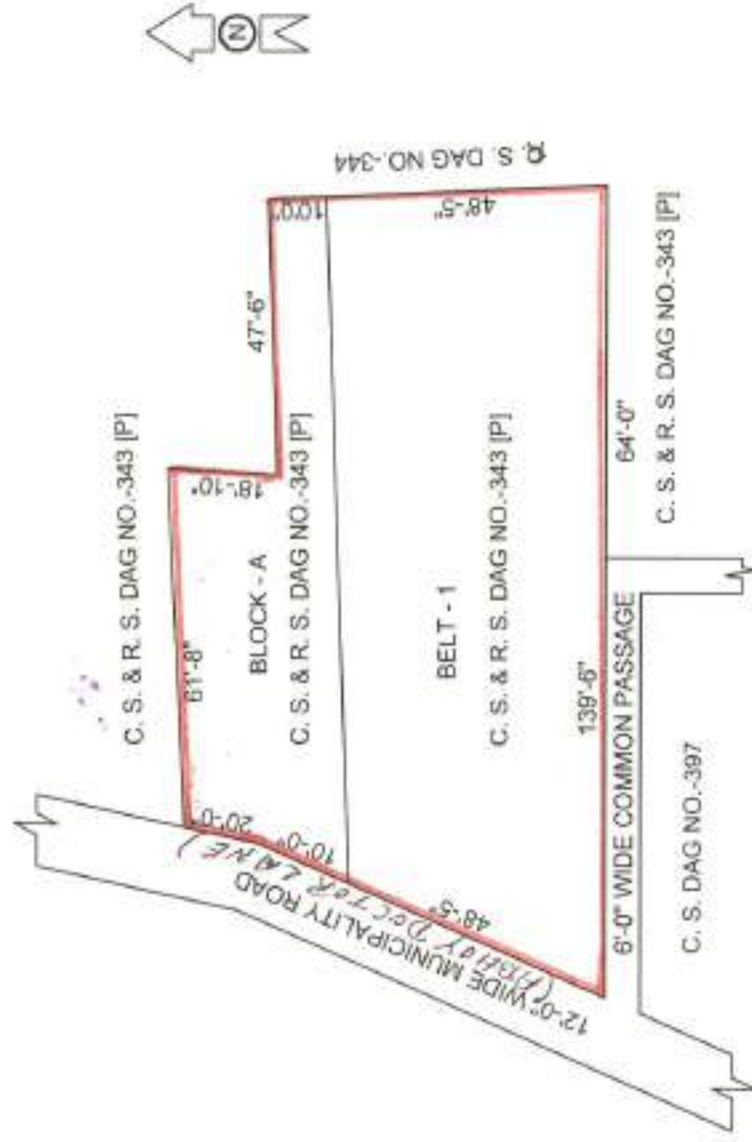 N
C. S. & R. S. DAG NO.-343 [P]
61'-8"
18'-10"
47'-6"
20'-0"
BLOCK - A
10'-0"
10'0"
C. S. & R. S. DAG NO.-343 [P]
R. S. DAG NO.-344
12'-0" WIDE MUNICIPALITY ROAD
(ABHOY DOCTOR LANE)
BELT - 1
48'-5"
48'-5"
C. S. & R. S. DAG NO.-343 [P]
139'-6"
6'-0" WIDE COMMON PASSAGE
64'-0"
C. S. & R. S. DAG NO.-343 [P]
C. S. DAG NO.-397